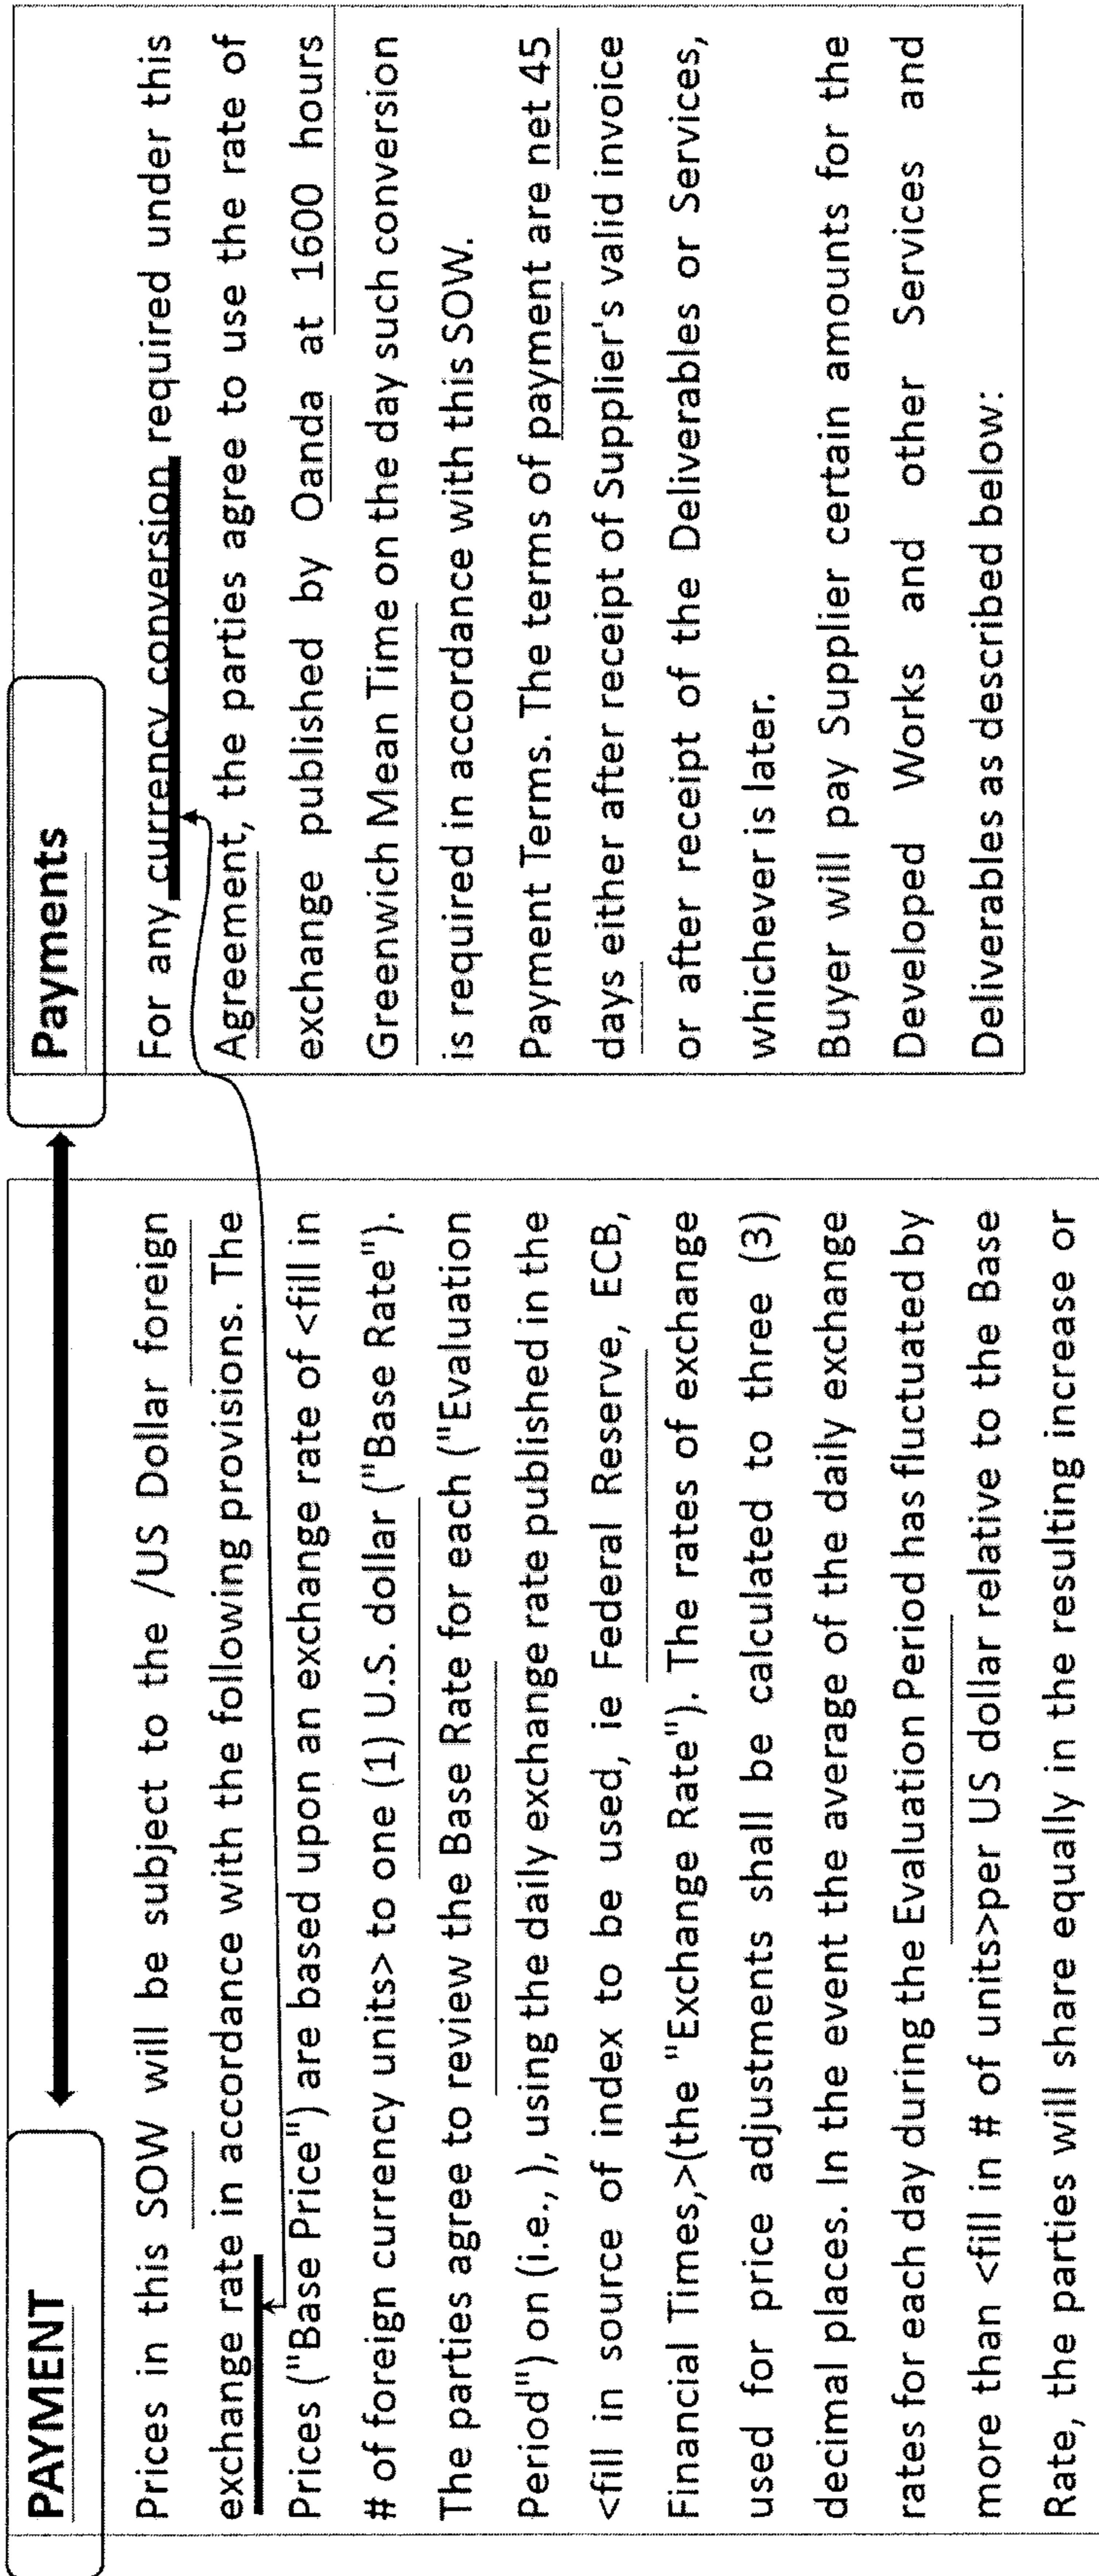 PAYMENT
Prices in this SOW will be subject to the /US Dollar foreign
exchange rate in accordance with the following provisions. The
Prices ("Base Price") are based upon an exchange rate of <fill in
# of foreign currency units> to one (1) U.S. dollar ("Base Rate").
The parties agree to review the Base Rate for each ("Evaluation
Period") on (i.e., ), using the daily exchange rate published in the
<fill in source of index to be used, ie Federal Reserve, ECB,
Financial Times,>(the "Exchange Rate"). The rates of exchange
used for price adjustments shall be calculated to three (3)
decimal places. In the event the average of the daily exchange
rates for each day during the Evaluation Period has fluctuated by
more than <fill in # of units>per US dollar relative to the Base
Rate, the parties will share equally in the resulting increase or
Payments
For any currency conversion required under this
Agreement, the parties agree to use the rate of
exchange published by Oanda at 1600 hours
Greenwich Mean Time on the day such conversion
is required in accordance with this SOW.
Payment Terms. The terms of payment are net 45
days either after receipt of Supplier's valid invoice
or after receipt of the Deliverables or Services,
whichever is later.
Buyer will pay Supplier certain amounts for the
Developed Works and other Services and
Deliverables as described below: